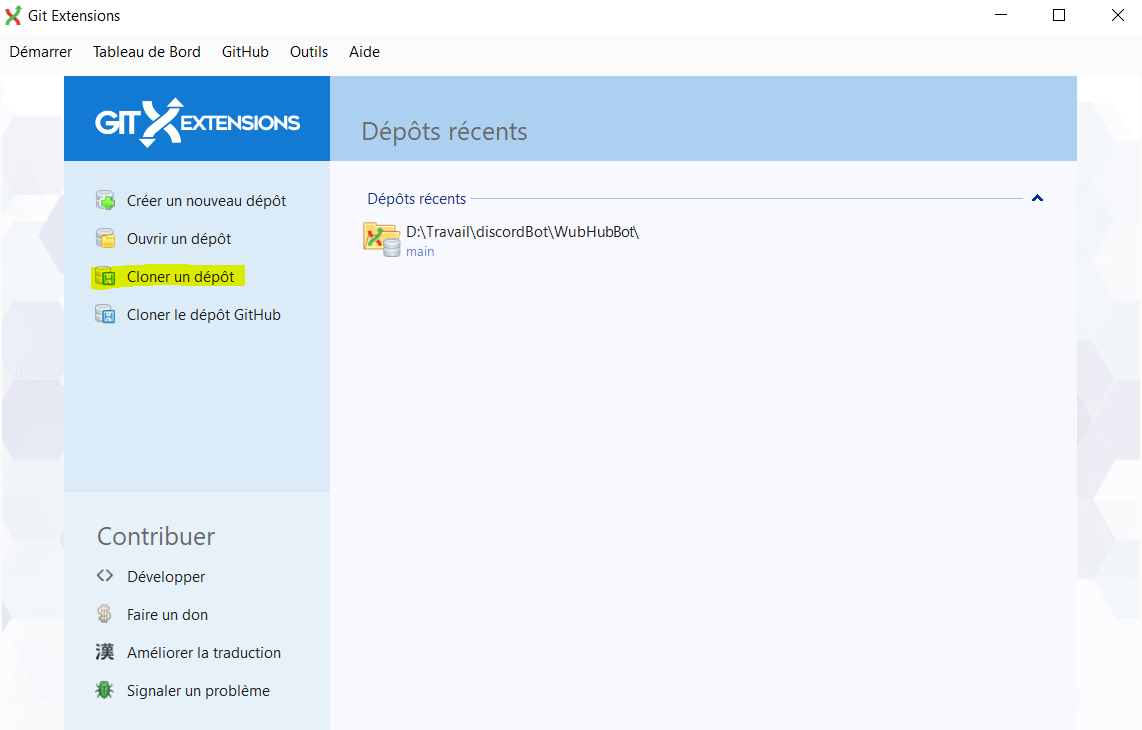 Git Extensions
Démarrer Tableau de Bord GitHub Outils Aide
GIT EXTENSIONS
Dépôts récents
Créer un nouveau dépôt
Ouvrir un dépôt
Cloner un dépôt
Cloner le dépôt GitHub
Dépôts récents
D:\Travail\discordBot\WubHubBot\
main
Contribuer
Développer
Faire un don
漢 Améliorer la traduction
Signaler un problème